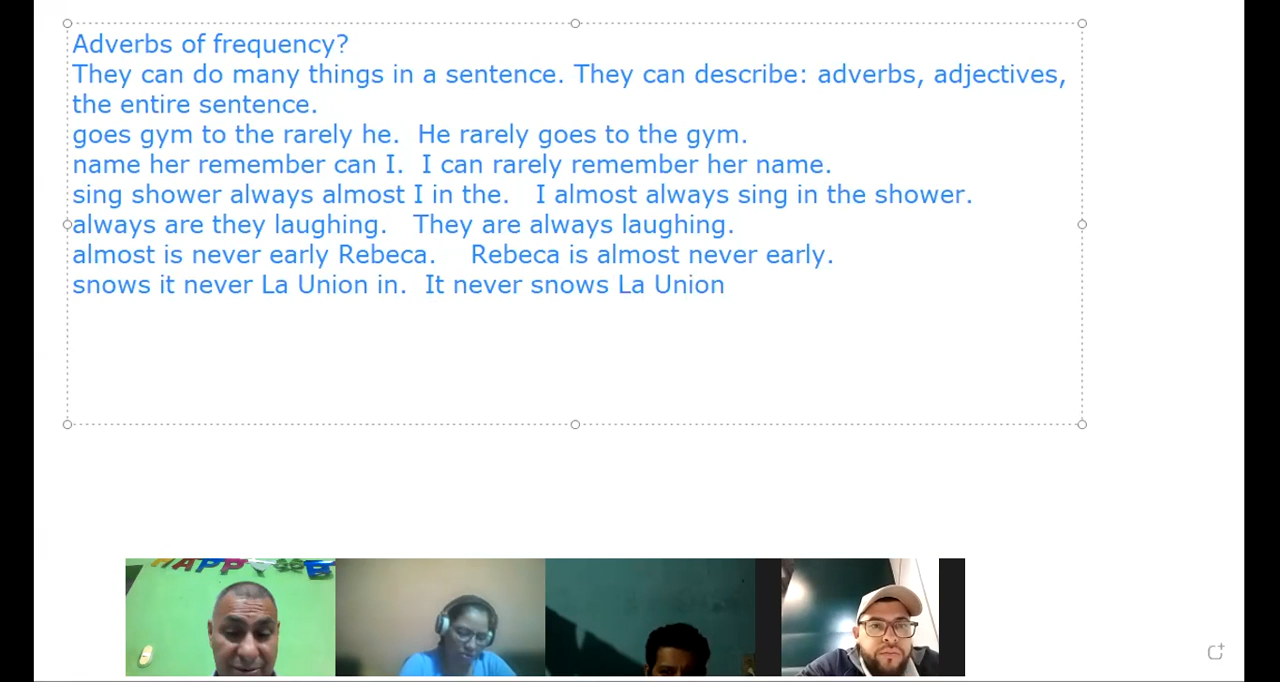 Adverbs of frequency?
They can do many things in a sentence. They can describe: adverbs, adjectives,
the entire sentence.
goes gym to the rarely he.  He rarely goes to the gym.
name her remember can I.  I can rarely remember her name.
sing shower always almost I in the.  I almost always sing in the shower.
always are they laughing.  They are always laughing.
almost is never early Rebeca.  Rebeca is almost never early.
snows it never La Union in.  It never snows La Union
HAPPY